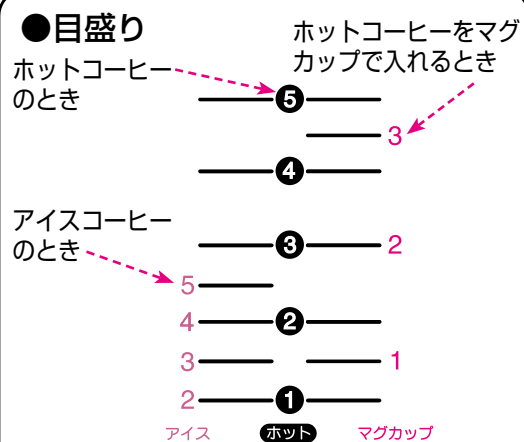 ●目盛り
ホットコーヒー
のとき
ホットコーヒーをマグ
カップで入れるとき
5
3
4
アイスコーヒー
のとき
3 2
5
4 2
3 1
2 1
アイス ホット マグカップ